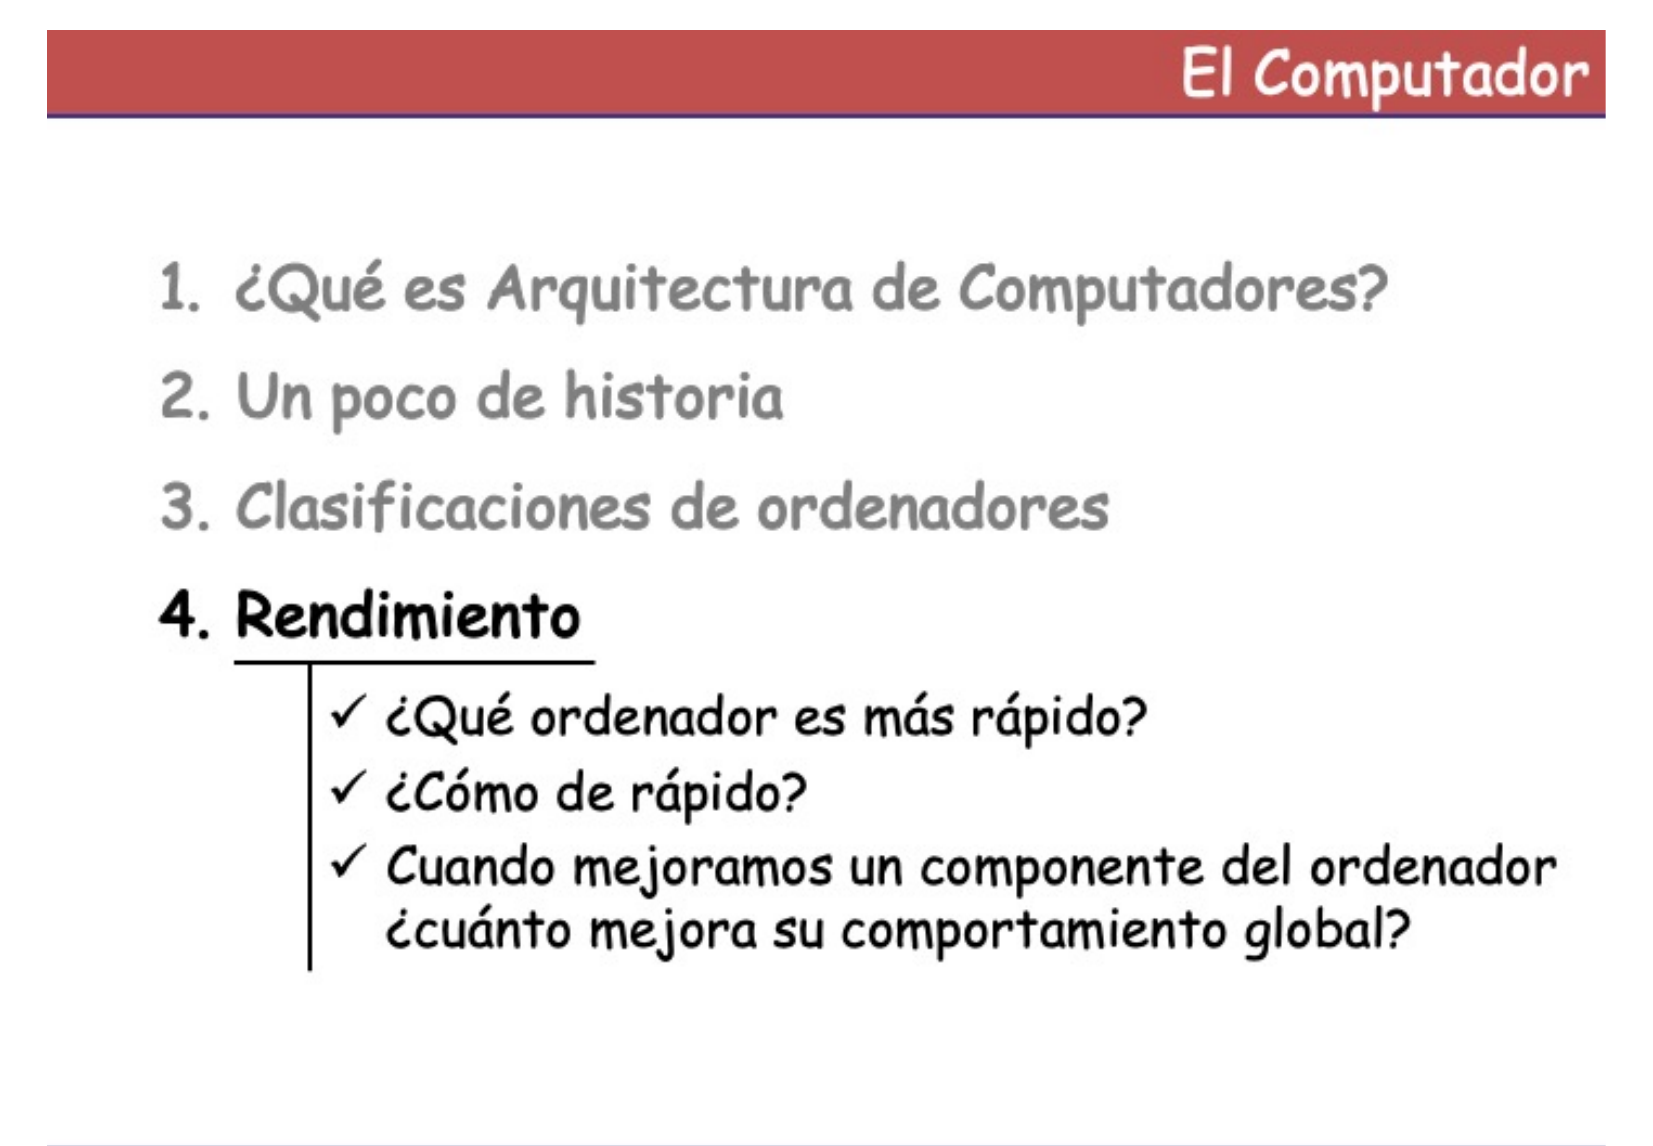 El Computador
1. ¿Qué es Arquitectura de Computadores?
2. Un poco de historia
3. Clasificaciones de ordenadores
4. Rendimiento
✓ ¿Qué ordenador es más rápido?
✓ ¿Cómo de rápido?
✓ Cuando mejoramos un componente del ordenador
¿cuánto mejora su comportamiento global?